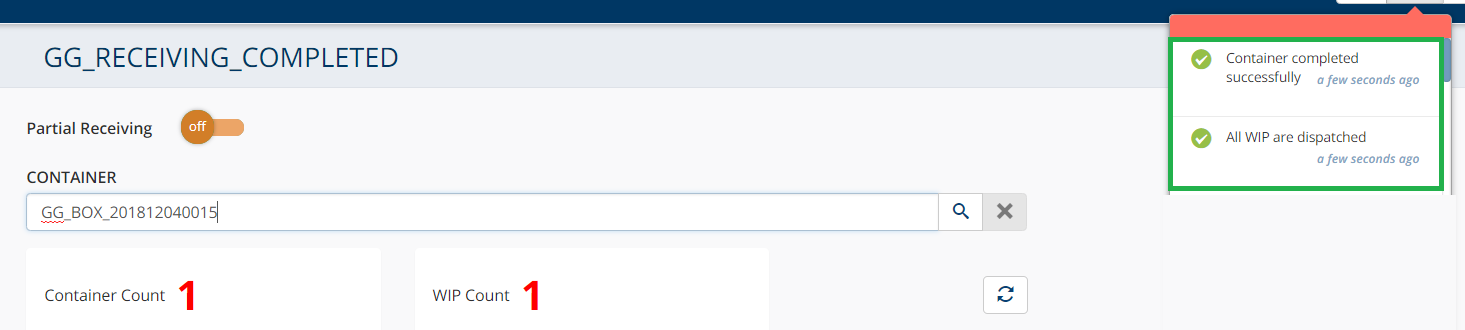 GG_RECEIVING_COMPLETED
Container completed
successfully a few seconds ago
All WIP are dispatched
a few seconds ago
Partial Receiving off
CONTAINER
GG_BOX_201812040015
Container Count 1 WIP Count 1